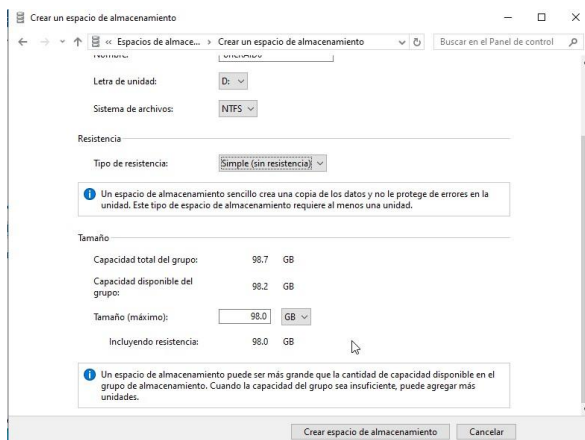 Crear un espacio de almacenamiento
« Espacios de almace... › Crear un espacio de almacenamiento
Buscar en el Panel de control
Letra de unidad: D:
Sistema de archivos: NTFS
Resistencia
Tipo de resistencia: Simple (sin resistencia)
Un espacio de almacenamiento sencillo crea una copia de los datos y no le protege de errores en la
unidad. Este tipo de espacio de almacenamiento requiere al menos una unidad.
Tamaño
Capacidad total del grupo: 98.7 GB
Capacidad disponible del
grupo: 98.2 GB
Tamaño (máximo): 98.0 GB
Incluyendo resistencia: 98.0 GB
Un espacio de almacenamiento puede ser más grande que la cantidad de capacidad disponible en el
grupo de almacenamiento. Cuando la capacidad del grupo sea insuficiente, puede agregar más
unidades.
Crear espacio de almacenamiento Cancelar